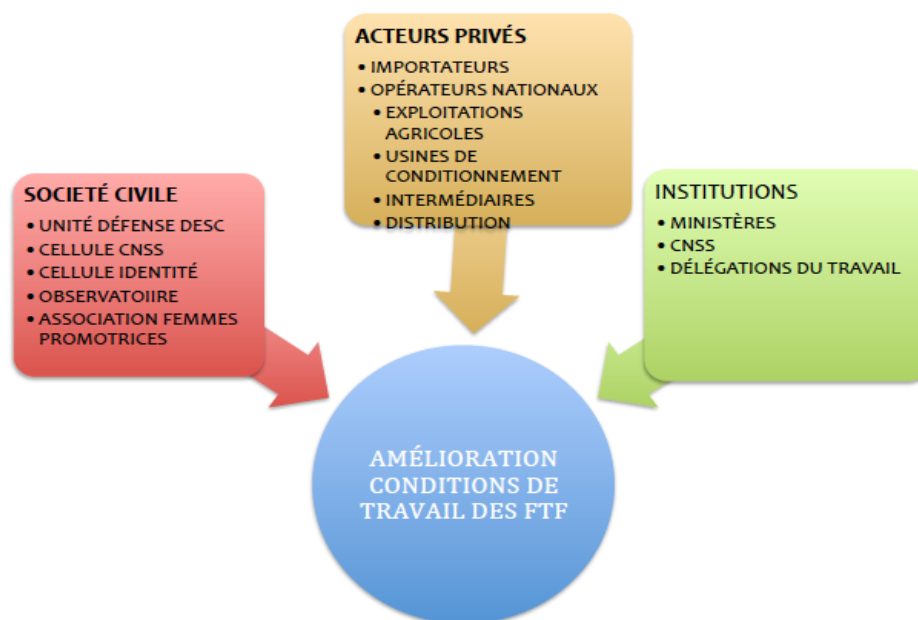 ACTEURS PRIVÉS
• IMPORTATEURS
• OPÉRATEURS NATIONAUX
• EXPLOITATIONS
AGRICOLES
• USINES DE
CONDITIONNEMENT
• INTERMÉDIAIRES
• DISTRIBUTION
SOCIETÉ CIVILE
• UNITÉ DÉFENSE DESC
• CELLULE CNSS
• CELLULE IDENTITÉ
• OBSERVATOIIRE
• ASSOCIATION FEMMES
PROMOTRICES
INSTITUTIONS
• MINISTÈRES
• CNSS
• DÉLÉGATIONS DU TRAVAIL
AMÉLIORATION
CONDITIONS DE
TRAVAIL DES FTF